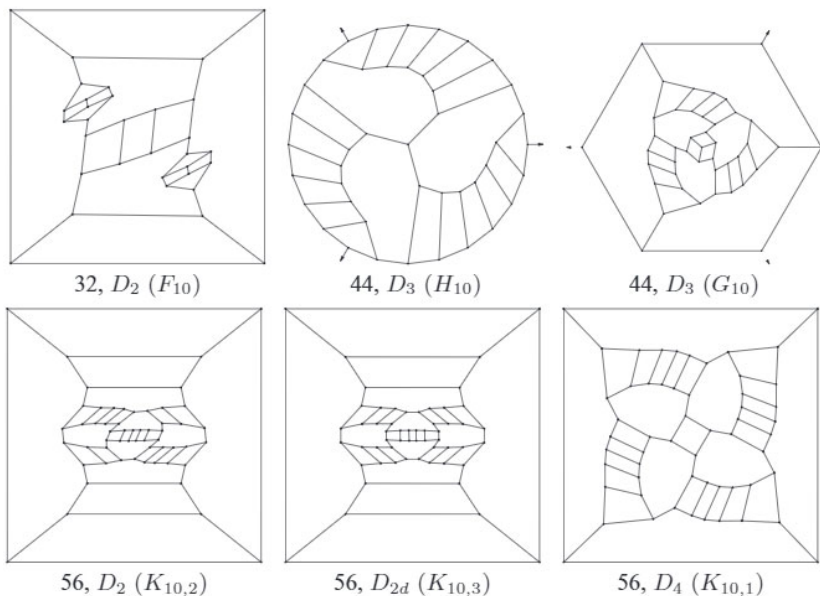 32, D₂ (F₁₀)
44, D₃ (H₁₀)
44, D₃ (G₁₀)
56, D₂ (K₁₀,₂)
56, D₂d (K₁₀,₃)
56, D₄ (K₁₀,₁)